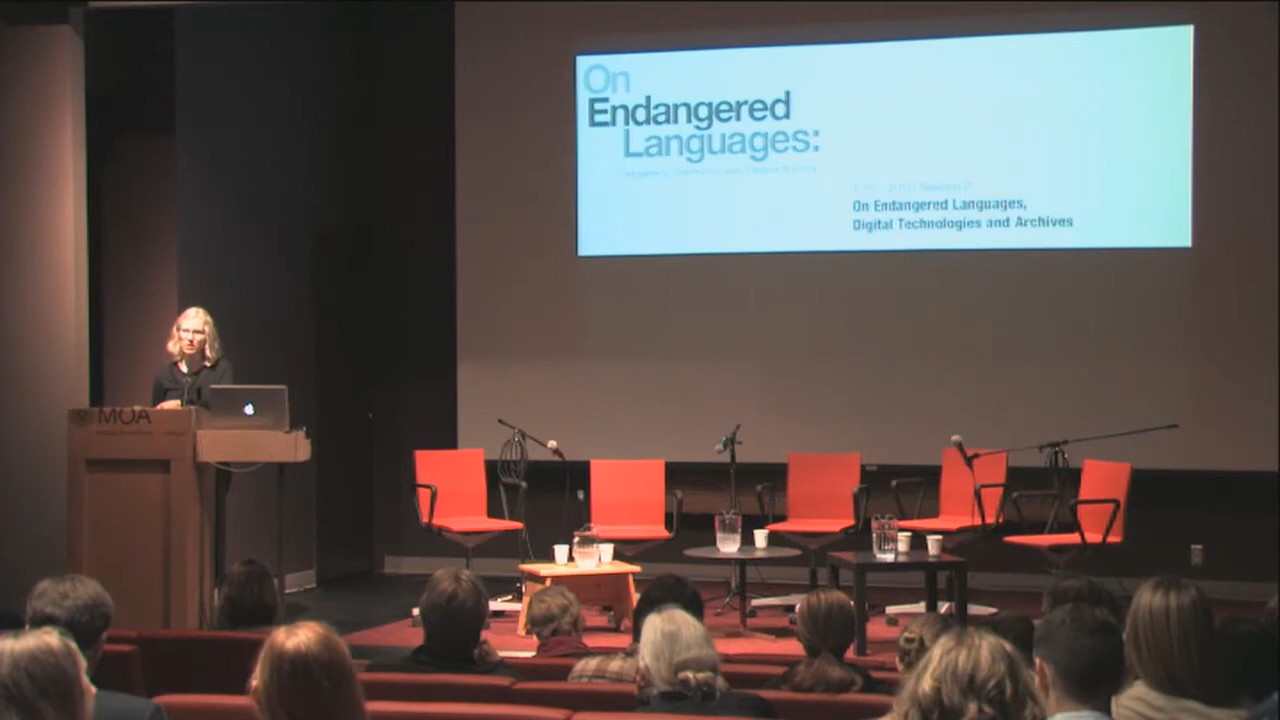 On
Endangered
Languages:
On Endangered Languages,
Digital Technologies and Archives
MOA